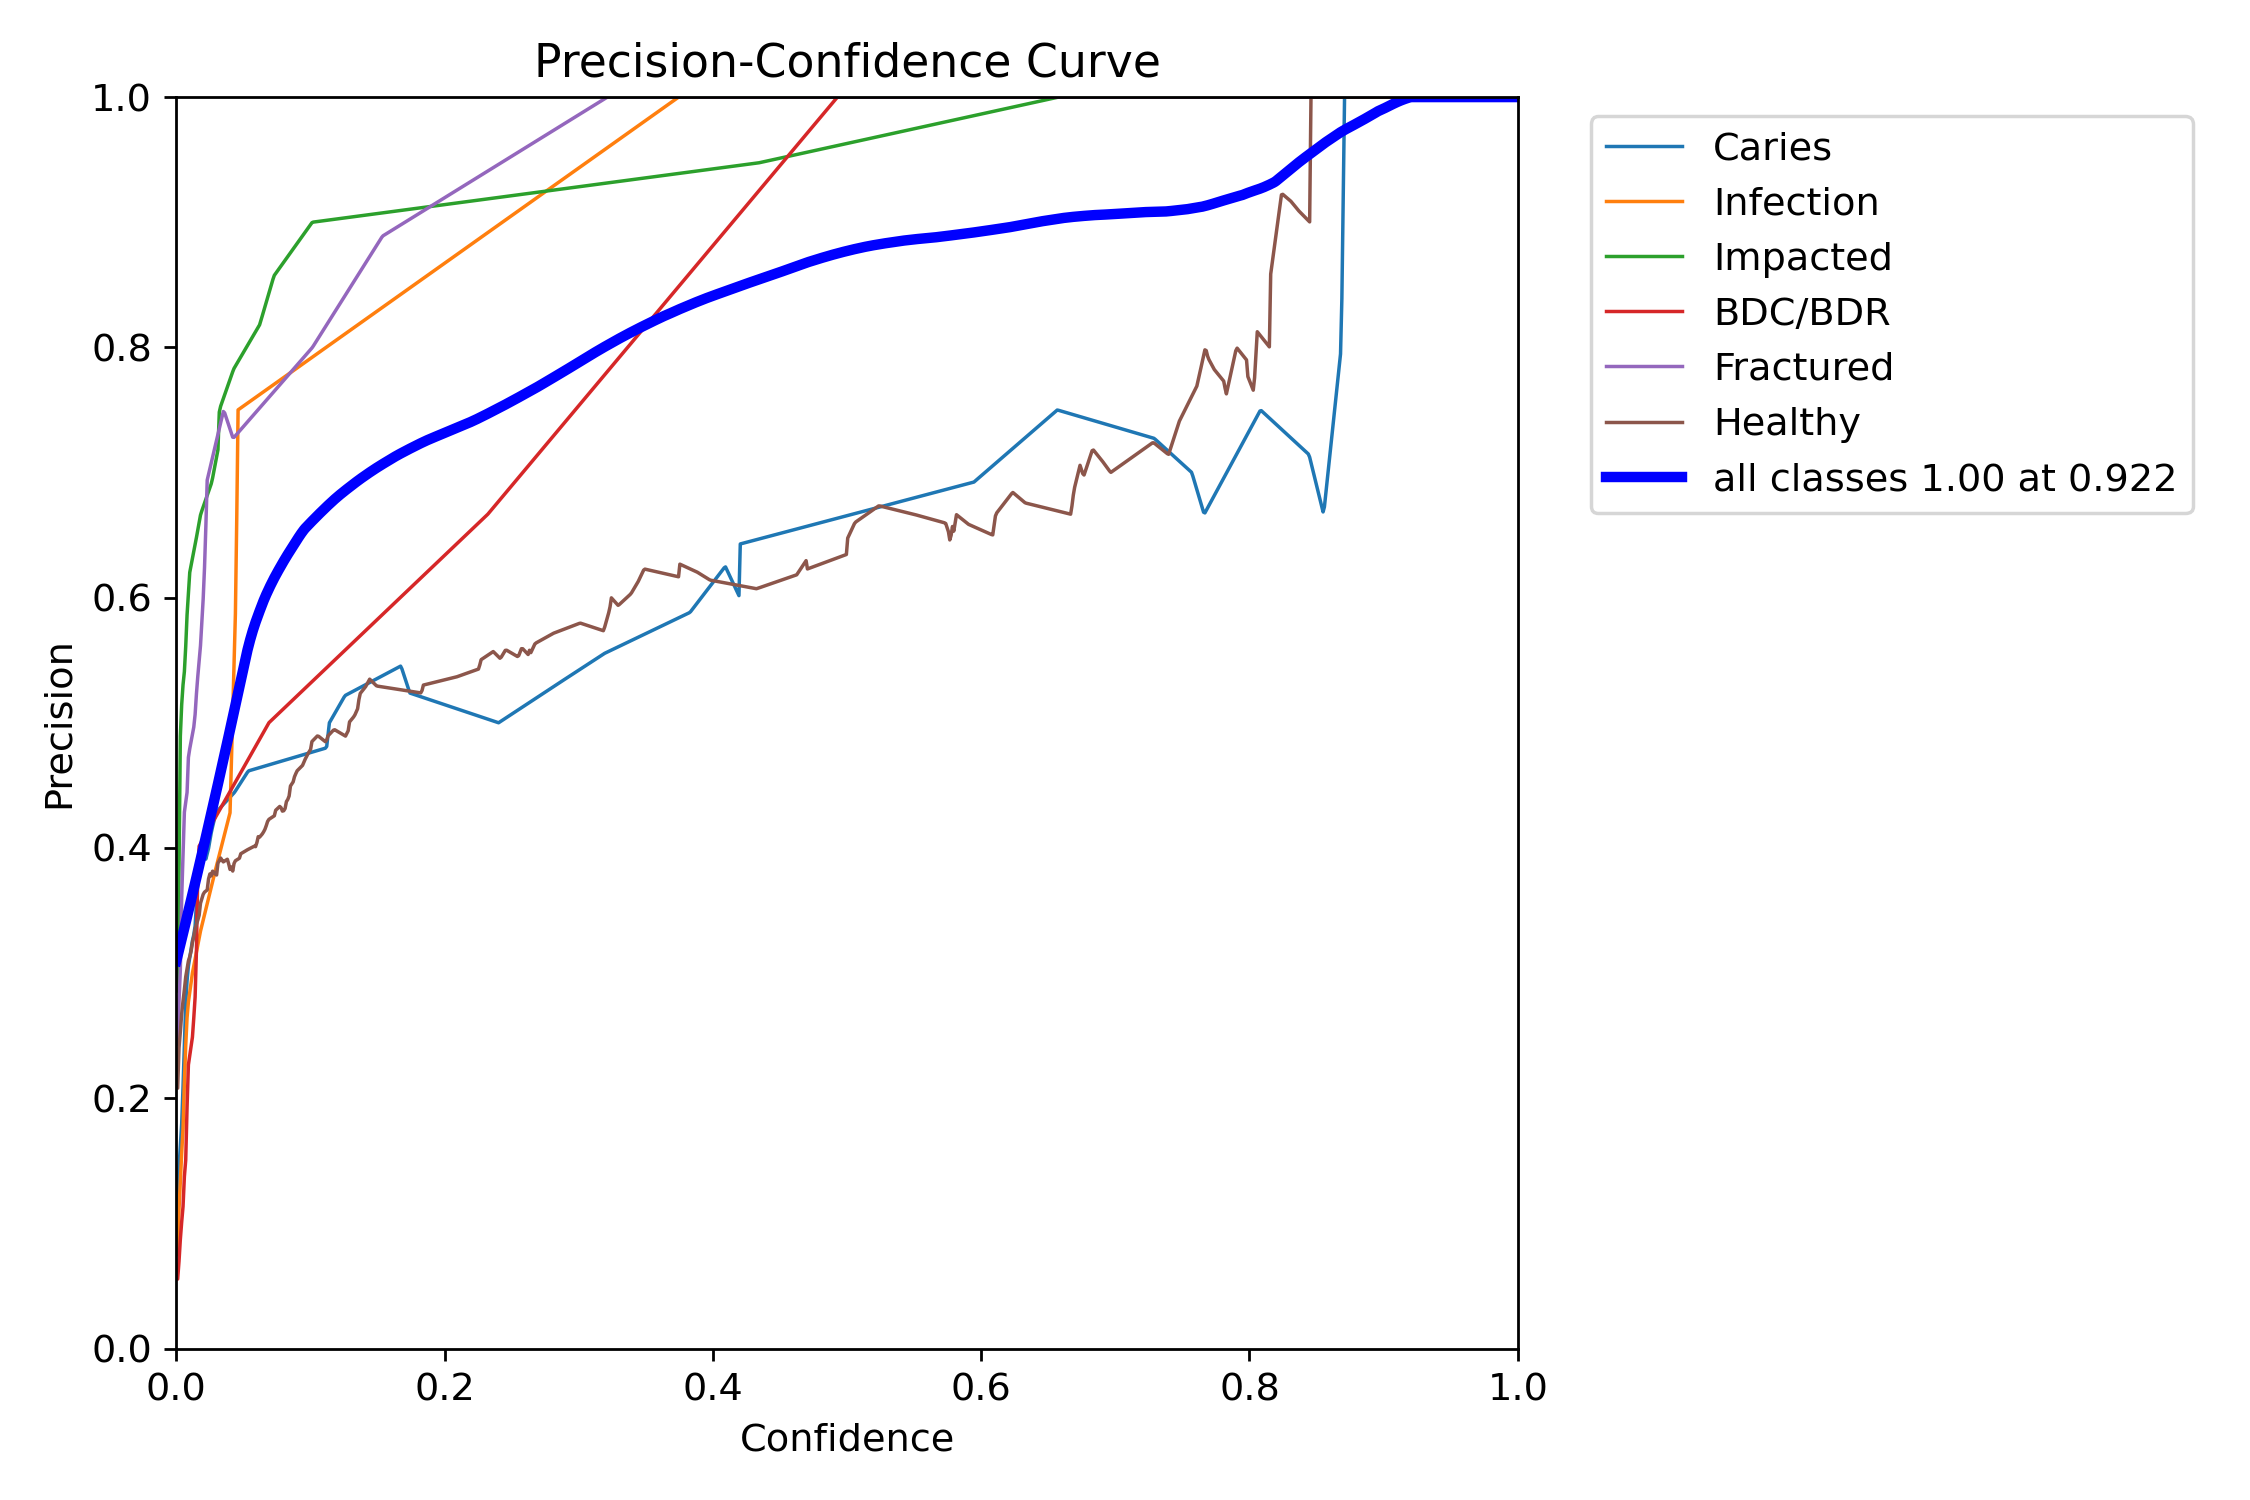 Precision-Confidence Curve
1.0
0.8
0.6
0.4
0.2
0.0
Precision
0.0 0.2 0.4 0.6 0.8 1.0
Confidence
Caries
Infection
Impacted
BDC/BDR
Fractured
Healthy
all classes 1.00 at 0.922